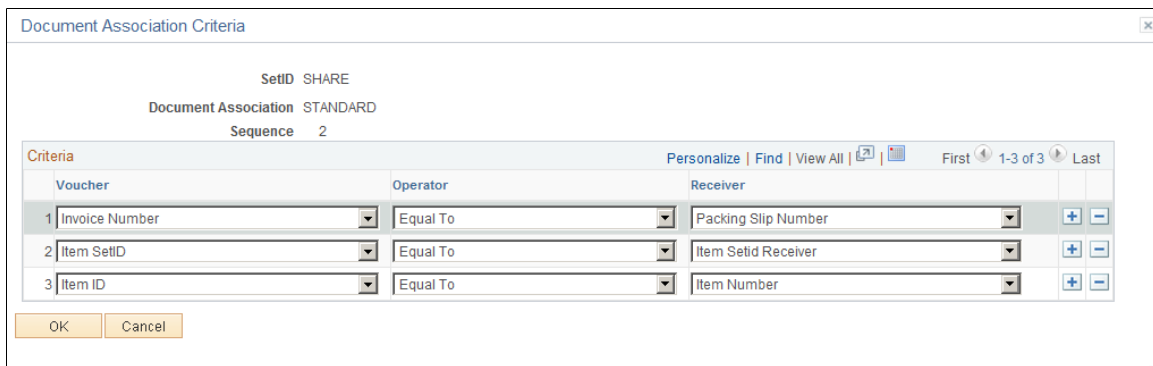 Document Association Criteria
SetID SHARE
Document Association STANDARD
Sequence 2
Criteria Personalize | Find | View All | | First 1-3 of 3 Last
Voucher Operator Receiver
1 Invoice Number Equal To Packing Slip Number
2 Item SetID Equal To Item Setid Receiver
3 Item ID Equal To Item Number
OK Cancel